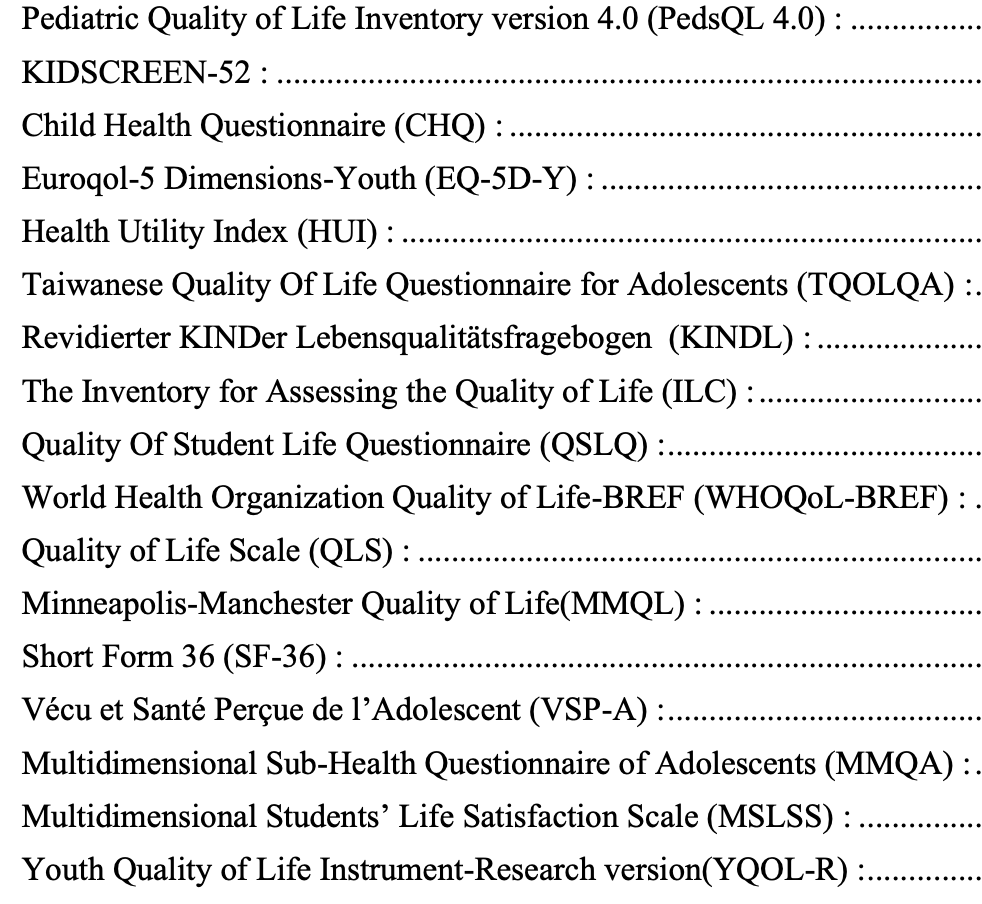 Pediatric Quality of Life Inventory version 4.0 (PedsQL 4.0) : ................
KIDSCREEN-52 : .....................................................................................
Child Health Questionnaire (CHQ) : .........................................................
Euroqol-5 Dimensions-Youth (EQ-5D-Y) : ..............................................
Health Utility Index (HUI) : ......................................................................
Taiwanese Quality Of Life Questionnaire for Adolescents (TQOLQA) :.
Revidierter KINDer Lebensqualitätsfragebogen (KINDL) : ....................
The Inventory for Assessing the Quality of Life (ILC) : ...........................
Quality Of Student Life Questionnaire (QSLQ) :......................................
World Health Organization Quality of Life-BREF (WHOQoL-BREF) : .
Quality of Life Scale (QLS) : ....................................................................
Minneapolis-Manchester Quality of Life(MMQL) : .................................
Short Form 36 (SF-36) : ............................................................................
Vécu et Santé Perçue de l’Adolescent (VSP-A) :......................................
Multidimensional Sub-Health Questionnaire of Adolescents (MMQA) :.
Multidimensional Students’ Life Satisfaction Scale (MSLSS) : ...............
Youth Quality of Life Instrument-Research version(YQOL-R) :..............